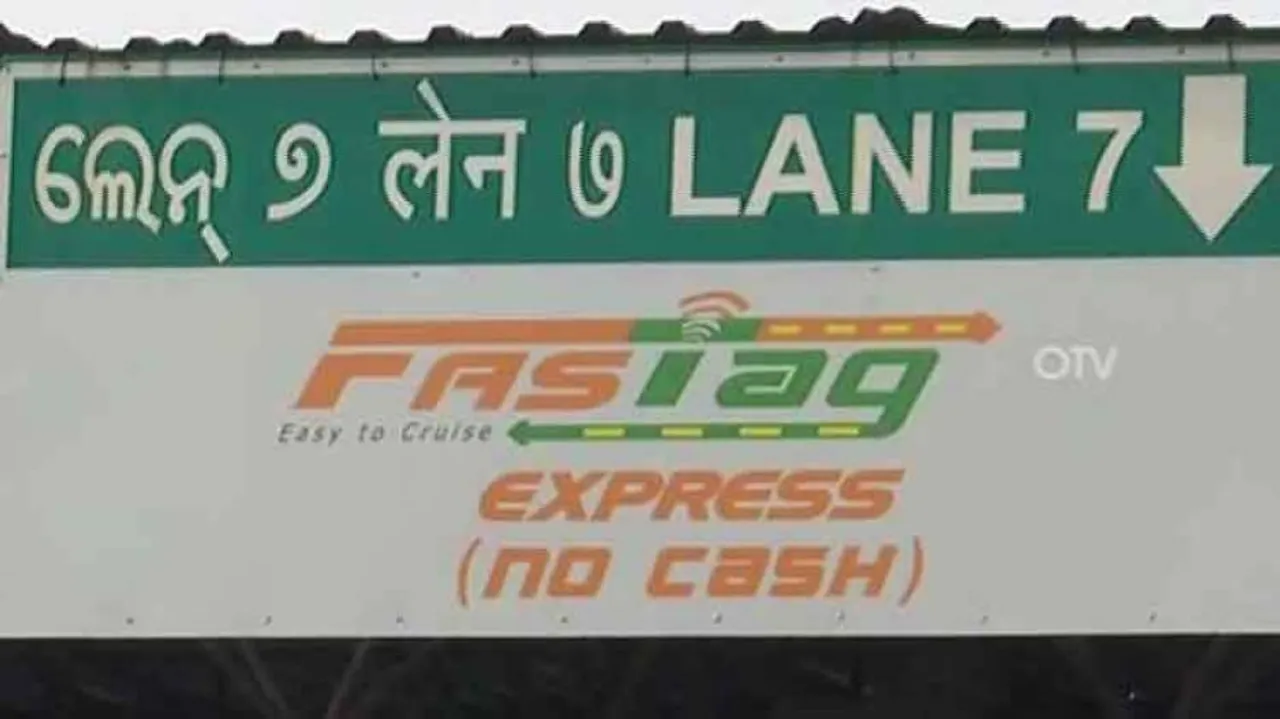 ଲେନ୍ ୭ लेन ७ LANE 7
FASTag
OTV
Easy to Cruise
EXPRESS
(NO CASH)